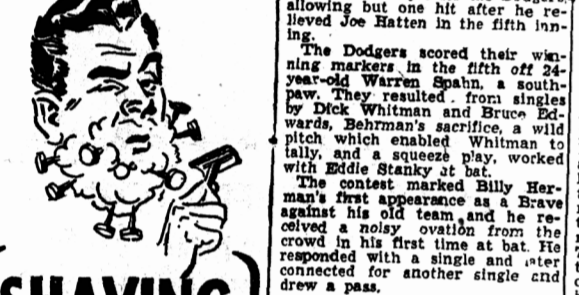 allowing but one hit after he re-
lieved Joe Hatten in the fifth inn-
ing.
The Dodgers scored their win-
ning markers in the fifth off 24-
year-old Warren Spahn, a south-
paw. They resulted from singles
by Dick Whitman and Bruce Ed-
wards, Behrman's sacrifice, a wild
pitch which enabled Whitman to
tally, and a squeeze play, worked
with Eddie Stanky at bat.
The contest marked Billy Her-
man's first appearance as a Brave
against his old team and he re-
ceived a noisy ovation from the
crowd in his first time at bat. He
responded with a single and later
connected for another single and
drew a pass.
SHAVING